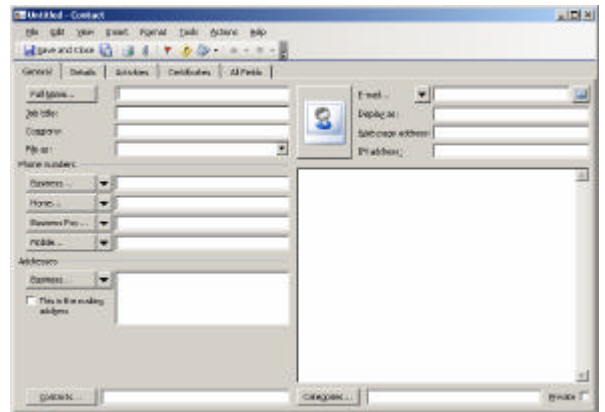 Untitled - Contact
File Edit View Insert Format Tools Actions Help
Save and Close
General Details Activities Certificates All Fields
Full Name... E-mail...
Job title: Display as:
Company: Web page address:
File as: IM address:
Phone numbers
Business...
Home...
Business Fax...
Mobile...
Addresses
Business...
This is the mailing
address
Contacts... Categories... Private